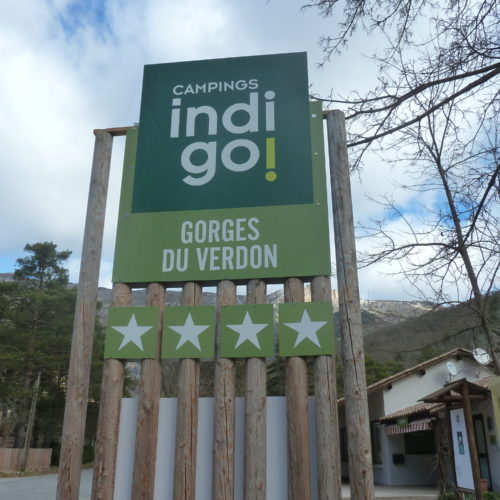 CAMPINGS
indi
go!
GORGES
DU VERDON